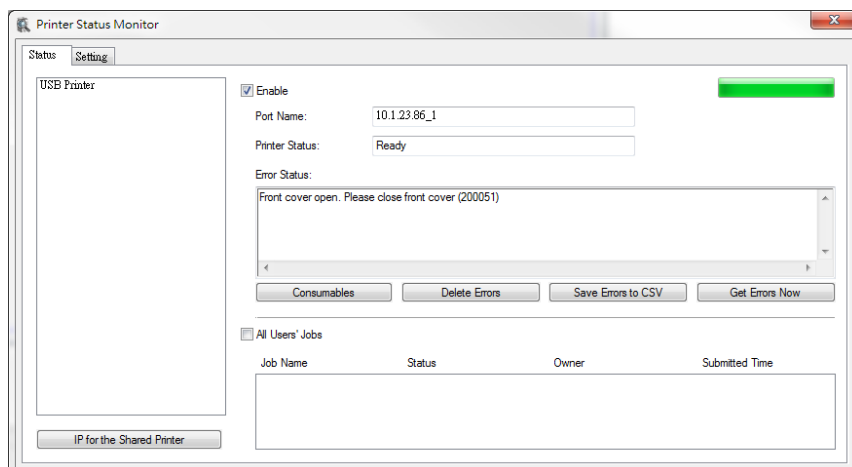 Printer Status Monitor
Status Setting
USB Printer
Enable
Port Name: 10.1.23.86_1
Printer Status: Ready
Error Status:
Front cover open. Please close front cover (200051)
Consumables Delete Errors Save Errors to CSV Get Errors Now
All Users' Jobs
Job Name Status Owner Submitted Time
IP for the Shared Printer